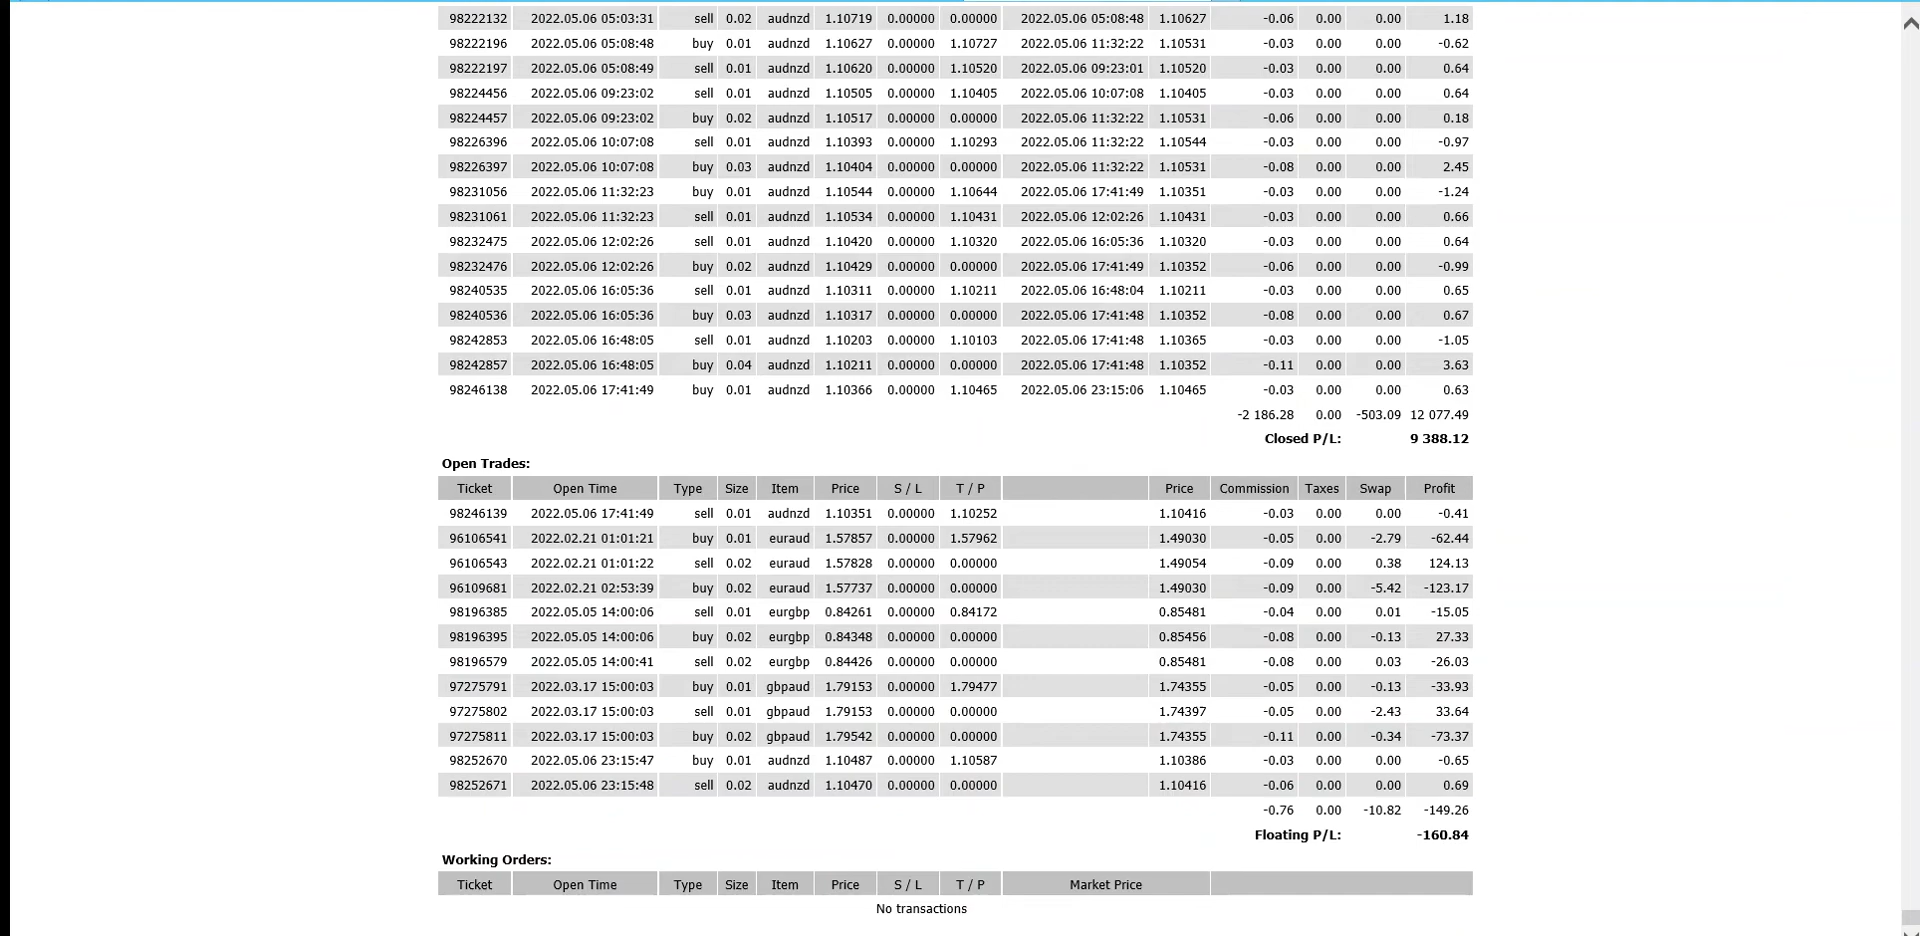 98222132 2022.05.06 05:03:31 sell 0.02 audnzd 1.10719 0.00000 0.00000 2022.05.06 05:08:48 1.10627 -0.06 0.00 0.00 1.18
98222196 2022.05.06 05:08:48 buy 0.01 audnzd 1.10627 0.00000 1.10727 2022.05.06 11:32:22 1.10531 -0.03 0.00 0.00 -0.62
98222197 2022.05.06 05:08:49 sell 0.01 audnzd 1.10620 0.00000 1.10520 2022.05.06 09:23:01 1.10520 -0.03 0.00 0.00 0.64
98224456 2022.05.06 09:23:02 sell 0.01 audnzd 1.10505 0.00000 1.10405 2022.05.06 10:07:08 1.10405 -0.03 0.00 0.00 0.64
98224457 2022.05.06 09:23:02 buy 0.02 audnzd 1.10517 0.00000 0.00000 2022.05.06 11:32:22 1.10531 -0.06 0.00 0.00 0.18
98226396 2022.05.06 10:07:08 sell 0.01 audnzd 1.10393 0.00000 1.10293 2022.05.06 11:32:22 1.10544 -0.03 0.00 0.00 -0.97
98226397 2022.05.06 10:07:08 buy 0.03 audnzd 1.10404 0.00000 0.00000 2022.05.06 11:32:22 1.10531 -0.08 0.00 0.00 2.45
98231056 2022.05.06 11:32:23 buy 0.01 audnzd 1.10544 0.00000 1.10644 2022.05.06 17:41:49 1.10351 -0.03 0.00 0.00 -1.24
98231061 2022.05.06 11:32:23 sell 0.01 audnzd 1.10534 0.00000 1.10431 2022.05.06 12:02:26 1.10431 -0.03 0.00 0.00 0.66
98232475 2022.05.06 12:02:26 sell 0.01 audnzd 1.10420 0.00000 1.10320 2022.05.06 16:05:36 1.10320 -0.03 0.00 0.00 0.64
98232476 2022.05.06 12:02:26 buy 0.02 audnzd 1.10429 0.00000 0.00000 2022.05.06 17:41:49 1.10352 -0.06 0.00 0.00 -0.99
98240535 2022.05.06 16:05:36 sell 0.01 audnzd 1.10311 0.00000 1.10211 2022.05.06 16:48:04 1.10211 -0.03 0.00 0.00 0.65
98240536 2022.05.06 16:05:36 buy 0.03 audnzd 1.10317 0.00000 0.00000 2022.05.06 17:41:48 1.10352 -0.08 0.00 0.00 0.67
98242853 2022.05.06 16:48:05 sell 0.01 audnzd 1.10203 0.00000 1.10103 2022.05.06 17:41:48 1.10365 -0.03 0.00 0.00 -1.05
98242857 2022.05.06 16:48:05 buy 0.04 audnzd 1.10211 0.00000 0.00000 2022.05.06 17:41:48 1.10352 -0.11 0.00 0.00 3.63
98246138 2022.05.06 17:41:49 buy 0.01 audnzd 1.10366 0.00000 1.10465 2022.05.06 23:15:06 1.10465 -0.03 0.00 0.00 0.63
-2 186.28 0.00 -503.09 12 077.49
Closed P/L: 9 388.12
Open Trades:
Ticket Open Time Type Size Item Price S / L T / P Price Commission Taxes Swap Profit
98246139 2022.05.06 17:41:49 sell 0.01 audnzd 1.10351 0.00000 1.10252 1.10416 -0.03 0.00 0.00 -0.41
96106541 2022.02.21 01:01:21 buy 0.01 euraud 1.57857 0.00000 1.57962 1.49030 -0.05 0.00 -2.79 -62.44
96106543 2022.02.21 01:01:22 sell 0.02 euraud 1.57828 0.00000 0.00000 1.49054 -0.09 0.00 0.38 124.13
96109681 2022.02.21 02:53:39 buy 0.02 euraud 1.57737 0.00000 0.00000 1.49030 -0.09 0.00 -5.42 -123.17
98196385 2022.05.05 14:00:06 sell 0.01 eurgbp 0.84261 0.00000 0.84172 0.85481 -0.04 0.00 0.01 -15.05
98196395 2022.05.05 14:00:06 buy 0.02 eurgbp 0.84348 0.00000 0.00000 0.85456 -0.08 0.00 -0.13 27.33
98196579 2022.05.05 14:00:41 sell 0.02 eurgbp 0.84426 0.00000 0.00000 0.85481 -0.08 0.00 0.03 -26.03
97275791 2022.03.17 15:00:03 buy 0.01 gbpaud 1.79153 0.00000 1.79477 1.74355 -0.05 0.00 -0.13 -33.93
97275802 2022.03.17 15:00:03 sell 0.01 gbpaud 1.79153 0.00000 0.00000 1.74397 -0.05 0.00 -2.43 33.64
97275811 2022.03.17 15:00:03 buy 0.02 gbpaud 1.79542 0.00000 0.00000 1.74355 -0.11 0.00 -0.34 -73.37
98252670 2022.05.06 23:15:47 buy 0.01 audnzd 1.10487 0.00000 1.10587 1.10386 -0.03 0.00 0.00 -0.65
98252671 2022.05.06 23:15:48 sell 0.02 audnzd 1.10470 0.00000 0.00000 1.10416 -0.06 0.00 0.00 0.69
-0.76 0.00 -10.82 -149.26
Floating P/L: -160.84
Working Orders:
Ticket Open Time Type Size Item Price S / L T / P Market Price
No transactions